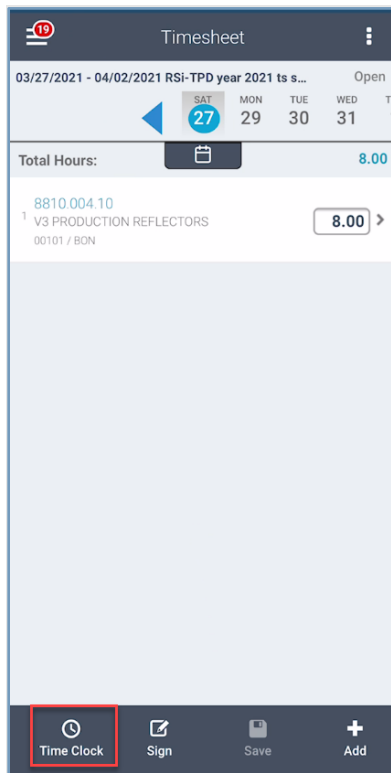 19
Timesheet
03/27/2021 - 04/02/2021 RSi-TPD year 2021 ts s... Open
SAT MON TUE WED T
27 29 30 31
Total Hours: 8.00
8810.004.10
1 V3 PRODUCTION REFLECTORS 8.00
00101 / BON
Time Clock Sign Save Add